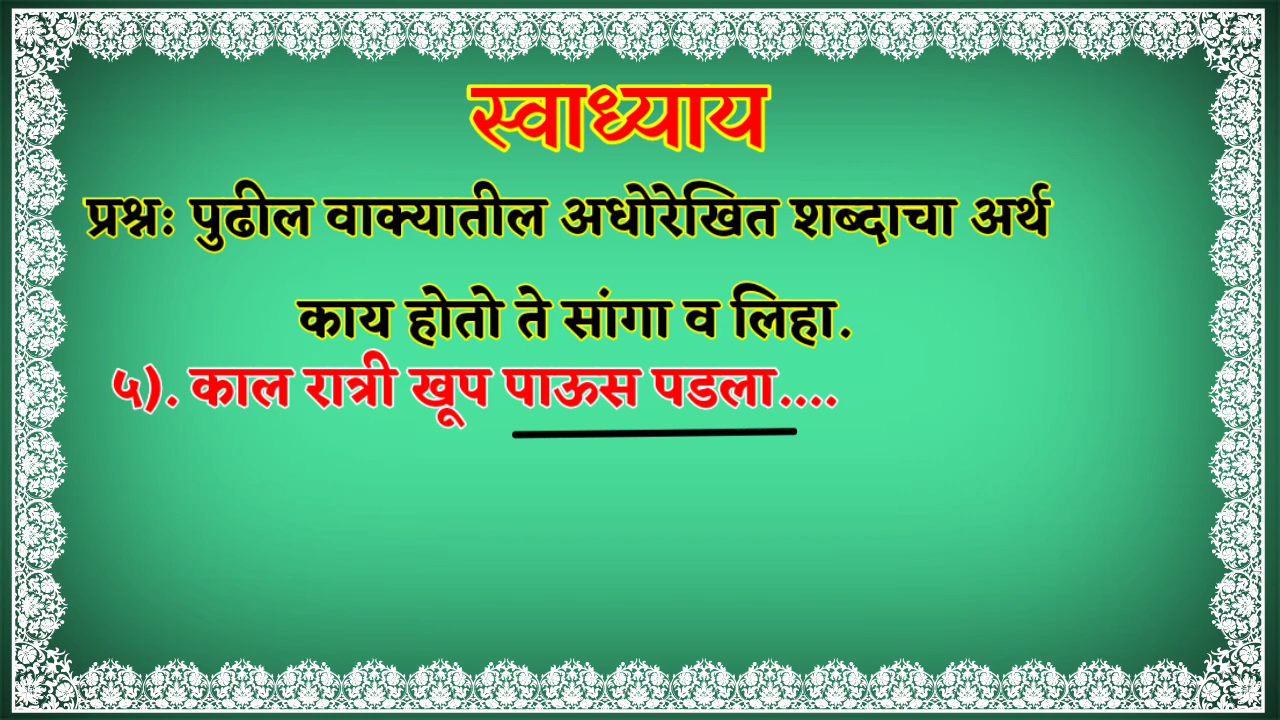 स्वाध्याय
प्रश्न: पुढील वाक्यातील अधोरेखित शब्दाचा अर्थ
काय होतो ते सांगा व लिहा.
५). काल रात्री खूप पाऊस पडला....